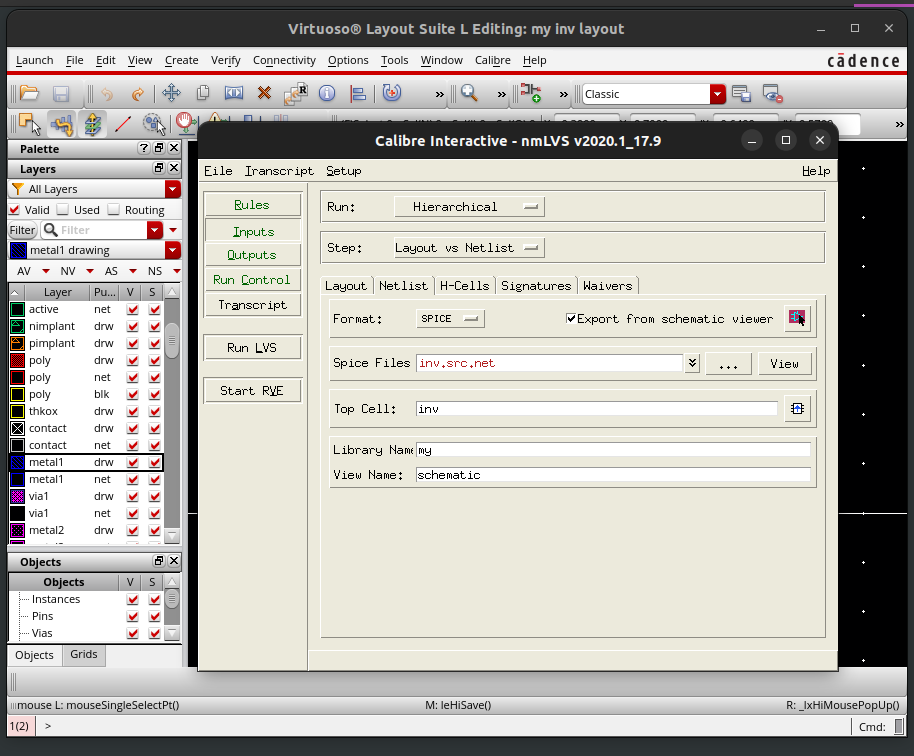 Virtuoso® Layout Suite L Editing: my inv layout
Launch File Edit View Create Verify Connectivity Options Tools Window Calibre Help
cādence
R
» » » Classic
»
Palette
?
Layers
All Layers
Valid Used Routing
Filter Filter
metal1 drawing
AV NV AS NS
Layer Pu... V S
active net
nimplant drw
pimplant drw
poly drw
poly net
poly blk
thkox drw
contact drw
contact net
metal1 drw
metal1 net
via1 drw
via1 net
metal2 drw
Objects
Objects V S
Instances
Pins
Vias
Objects Grids
Calibre Interactive - nmLVS v2020.1_17.9
File Transcript Setup Help
Rules
Inputs
Outputs
Run Control
Transcript
Run LVS
Start RVE
Run: Hierarchical
Step: Layout vs Netlist
Layout Netlist H-Cells Signatures Waivers
Format: SPICE Export from schematic viewer
Spice Files inv.src.net ... View
Top Cell: inv
Library Nam my
View Name: schematic
mouse L: mouseSingleSelectPt() M: leHiSave() R: _lxHiMousePopUp()
1(2) > Cmd: